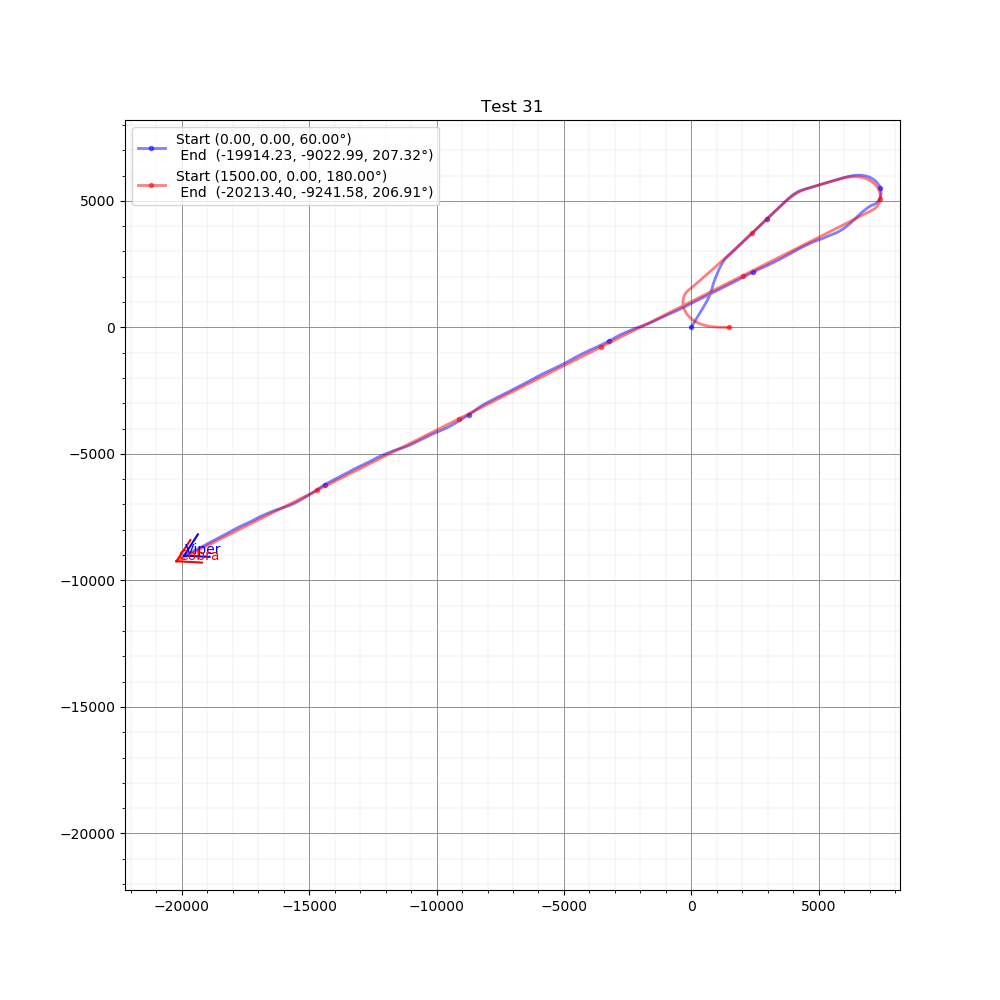 Test 31
Start (0.00, 0.00, 60.00°)
End (-19914.23, -9022.99, 207.32°)
Start (1500.00, 0.00, 180.00°)
End (-20213.40, -9241.58, 206.91°)
5000
0
−5000
−10000
−15000
−20000
Viper
Cobra
−20000 −15000 −10000 −5000 0 5000